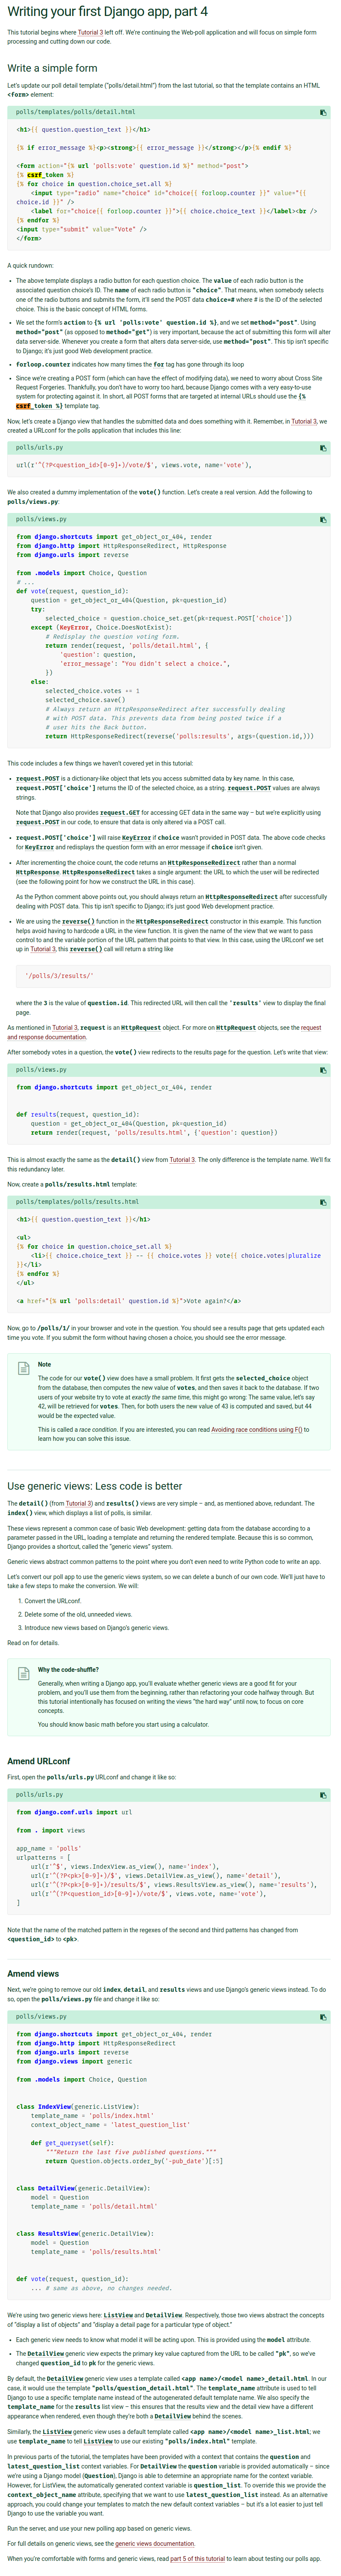 Writing your first Django app, part 4
This tutorial begins where Tutorial 3 left off. We're continuing the Web-poll application and will focus on simple form
processing and cutting down our code.
Write a simple form
Let's update our poll detail template ("polls/detail.html") from the last tutorial, so that the template contains an HTML
<form> element:
polls/templates/polls/detail.html
<h1>{{ question.question_text }}</h1>
{% if error_message %}<p><strong>{{ error_message }}</strong></p>{% endif %}
<form action="{% url 'polls:vote' question.id %}" method="post">
{% csrf_token %}
{% for choice in question.choice_set.all %}
<input type="radio" name="choice" id="choice{{ forloop.counter }}" value="{{
choice.id }}" />
<label for="choice{{ forloop.counter }}">{{ choice.choice_text }}</label><br />
{% endfor %}
<input type="submit" value="Vote" />
</form>
A quick rundown:
• The above template displays a radio button for each question choice. The value of each radio button is the
associated question choice's ID. The name of each radio button is "choice". That means, when somebody selects
one of the radio buttons and submits the form, it'll send the POST data choice=# where # is the ID of the selected
choice. This is the basic concept of HTML forms.
• We set the form's action to {% url 'polls:vote' question.id %}, and we set method="post". Using
method="post" (as opposed to method="get") is very important, because the act of submitting this form will alter
data server-side. Whenever you create a form that alters data server-side, use method="post". This tip isn't specific
to Django; it's just good Web development practice.
• forloop.counter indicates how many times the for tag has gone through its loop
• Since we're creating a POST form (which can have the effect of modifying data), we need to worry about Cross Site
Request Forgeries. Thankfully, you don't have to worry too hard, because Django comes with a very easy-to-use
system for protecting against it. In short, all POST forms that are targeted at internal URLs should use the {%
csrf_token %} template tag.
Now, let's create a Django view that handles the submitted data and does something with it. Remember, in Tutorial 3, we
created a URLconf for the polls application that includes this line:
polls/urls.py
url(r'^(?P<question_id>[0-9]+)/vote/$', views.vote, name='vote'),
We also created a dummy implementation of the vote() function. Let's create a real version. Add the following to
polls/views.py:
polls/views.py
from django.shortcuts import get_object_or_404, render
from django.http import HttpResponseRedirect, HttpResponse
from django.urls import reverse
from .models import Choice, Question
# ...
def vote(request, question_id):
question = get_object_or_404(Question, pk=question_id)
try:
selected_choice = question.choice_set.get(pk=request.POST['choice'])
except (KeyError, Choice.DoesNotExist):
# Redisplay the question voting form.
return render(request, 'polls/detail.html', {
'question': question,
'error_message': "You didn't select a choice.",
})
else:
selected_choice.votes += 1
selected_choice.save()
# Always return an HttpResponseRedirect after successfully dealing
# with POST data. This prevents data from being posted twice if a
# user hits the Back button.
return HttpResponseRedirect(reverse('polls:results', args=(question.id,)))
This code includes a few things we haven't covered yet in this tutorial:
• request.POST is a dictionary-like object that lets you access submitted data by key name. In this case,
request.POST['choice'] returns the ID of the selected choice, as a string. request.POST values are always
strings.
Note that Django also provides request.GET for accessing GET data in the same way – but we're explicitly using
request.POST in our code, to ensure that data is only altered via a POST call.
• request.POST['choice'] will raise KeyError if choice wasn't provided in POST data. The above code checks
for KeyError and redisplays the question form with an error message if choice isn't given.
• After incrementing the choice count, the code returns an HttpResponseRedirect rather than a normal
HttpResponse. HttpResponseRedirect takes a single argument: the URL to which the user will be redirected
(see the following point for how we construct the URL in this case).
As the Python comment above points out, you should always return an HttpResponseRedirect after successfully
dealing with POST data. This tip isn't specific to Django; it's just good Web development practice.
• We are using the reverse() function in the HttpResponseRedirect constructor in this example. This function
helps avoid having to hardcode a URL in the view function. It is given the name of the view that we want to pass
control to and the variable portion of the URL pattern that points to that view. In this case, using the URLconf we set
up in Tutorial 3, this reverse() call will return a string like
'/polls/3/results/'
where the 3 is the value of question.id. This redirected URL will then call the 'results' view to display the final
page.
As mentioned in Tutorial 3, request is an HttpRequest object. For more on HttpRequest objects, see the request
and response documentation.
After somebody votes in a question, the vote() view redirects to the results page for the question. Let's write that view:
polls/views.py
from django.shortcuts import get_object_or_404, render
def results(request, question_id):
question = get_object_or_404(Question, pk=question_id)
return render(request, 'polls/results.html', {'question': question})
This is almost exactly the same as the detail() view from Tutorial 3. The only difference is the template name. We'll fix
this redundancy later.
Now, create a polls/results.html template:
polls/templates/polls/results.html
<h1>{{ question.question_text }}</h1>
<ul>
{% for choice in question.choice_set.all %}
<li>{{ choice.choice_text }} -- {{ choice.votes }} vote{{ choice.votes|pluralize
}}</li>
{% endfor %}
</ul>
<a href="{% url 'polls:detail' question.id %}">Vote again?</a>
Now, go to /polls/1/ in your browser and vote in the question. You should see a results page that gets updated each
time you vote. If you submit the form without having chosen a choice, you should see the error message.
Note
The code for our vote() view does have a small problem. It first gets the selected_choice object
from the database, then computes the new value of votes, and then saves it back to the database. If two
users of your website try to vote at exactly the same time, this might go wrong: The same value, let's say
42, will be retrieved for votes. Then, for both users the new value of 43 is computed and saved, but 44
would be the expected value.
This is called a race condition. If you are interested, you can read Avoiding race conditions using F() to
learn how you can solve this issue.
Use generic views: Less code is better
The detail() (from Tutorial 3) and results() views are very simple – and, as mentioned above, redundant. The
index() view, which displays a list of polls, is similar.
These views represent a common case of basic Web development: getting data from the database according to a
parameter passed in the URL, loading a template and returning the rendered template. Because this is so common,
Django provides a shortcut, called the "generic views" system.
Generic views abstract common patterns to the point where you don't even need to write Python code to write an app.
Let's convert our poll app to use the generic views system, so we can delete a bunch of our own code. We'll just have to
take a few steps to make the conversion. We will:
1. Convert the URLconf.
2. Delete some of the old, unneeded views.
3. Introduce new views based on Django's generic views.
Read on for details.
Why the code-shuffle?
Generally, when writing a Django app, you'll evaluate whether generic views are a good fit for your
problem, and you'll use them from the beginning, rather than refactoring your code halfway through. But
this tutorial intentionally has focused on writing the views "the hard way" until now, to focus on core
concepts.
You should know basic math before you start using a calculator.
Amend URLconf
First, open the polls/urls.py URLconf and change it like so:
polls/urls.py
from django.conf.urls import url
from . import views
app_name = 'polls'
urlpatterns = [
url(r'^$', views.IndexView.as_view(), name='index'),
url(r'^(?P<pk>[0-9]+)/$', views.DetailView.as_view(), name='detail'),
url(r'^(?P<pk>[0-9]+)/results/$', views.ResultsView.as_view(), name='results'),
url(r'^(?P<question_id>[0-9]+)/vote/$', views.vote, name='vote'),
]
Note that the name of the matched pattern in the regexes of the second and third patterns has changed from
<question_id> to <pk>.
Amend views
Next, we're going to remove our old index, detail, and results views and use Django's generic views instead. To do
so, open the polls/views.py file and change it like so:
polls/views.py
from django.shortcuts import get_object_or_404, render
from django.http import HttpResponseRedirect
from django.urls import reverse
from django.views import generic
from .models import Choice, Question
class IndexView(generic.ListView):
template_name = 'polls/index.html'
context_object_name = 'latest_question_list'
def get_queryset(self):
"""Return the last five published questions."""
return Question.objects.order_by('-pub_date')[:5]
class DetailView(generic.DetailView):
model = Question
template_name = 'polls/detail.html'
class ResultsView(generic.DetailView):
model = Question
template_name = 'polls/results.html'
def vote(request, question_id):
... # same as above, no changes needed.
We're using two generic views here: ListView and DetailView. Respectively, those two views abstract the concepts
of "display a list of objects" and "display a detail page for a particular type of object."
• Each generic view needs to know what model it will be acting upon. This is provided using the model attribute.
• The DetailView generic view expects the primary key value captured from the URL to be called "pk", so we've
changed question_id to pk for the generic views.
By default, the DetailView generic view uses a template called <app name>/<model name>_detail.html. In our
case, it would use the template "polls/question_detail.html". The template_name attribute is used to tell
Django to use a specific template name instead of the autogenerated default template name. We also specify the
template_name for the results list view – this ensures that the results view and the detail view have a different
appearance when rendered, even though they're both a DetailView behind the scenes.
Similarly, the ListView generic view uses a default template called <app name>/<model name>_list.html; we
use template_name to tell ListView to use our existing "polls/index.html" template.
In previous parts of the tutorial, the templates have been provided with a context that contains the question and
latest_question_list context variables. For DetailView the question variable is provided automatically – since
we're using a Django model (Question), Django is able to determine an appropriate name for the context variable.
However, for ListView, the automatically generated context variable is question_list. To override this we provide the
context_object_name attribute, specifying that we want to use latest_question_list instead. As an alternative
approach, you could change your templates to match the new default context variables – but it's a lot easier to just tell
Django to use the variable you want.
Run the server, and use your new polling app based on generic views.
For full details on generic views, see the generic views documentation.
When you're comfortable with forms and generic views, read part 5 of this tutorial to learn about testing our polls app.